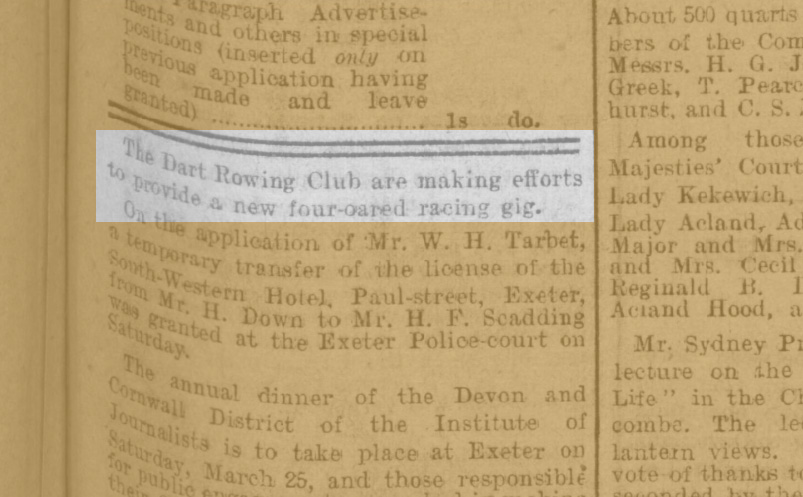 Paragraph Advertise-
ments and others in special
positions (inserted only on
previous application having
been made and leave
granted) .............................. 1s do.
The Dart Rowing Club are making efforts
to provide a new four-oared racing gig.
On the application of Mr. W. H. Tarbet,
a temporary transfer of the license of the
South-Western Hotel, Paul-street, Exeter,
from Mr. H. Down to Mr. H. F. Scadding
was granted at the Exeter Police-court on
Saturday.
The annual dinner of the Devon and
Cornwall District of the Institute of
Journalists is to take place at Exeter on
Saturday, March 25, and those responsible
for public
their
About 500 quarts
bers of the Com
Messrs. H. G. J
Greek, T. Pearc
hurst, and C. S.
Among those
Majesties' Court
Lady Kekewich,
Lady Acland, Ad
Major and Mrs.
and Mrs. Cecil
Reginald B.
Acland Hood, a
Mr. Sydney Pr
lecture on the
Life" in the Ch
combe. The le
lantern views.
vote of thanks to
seconded by the